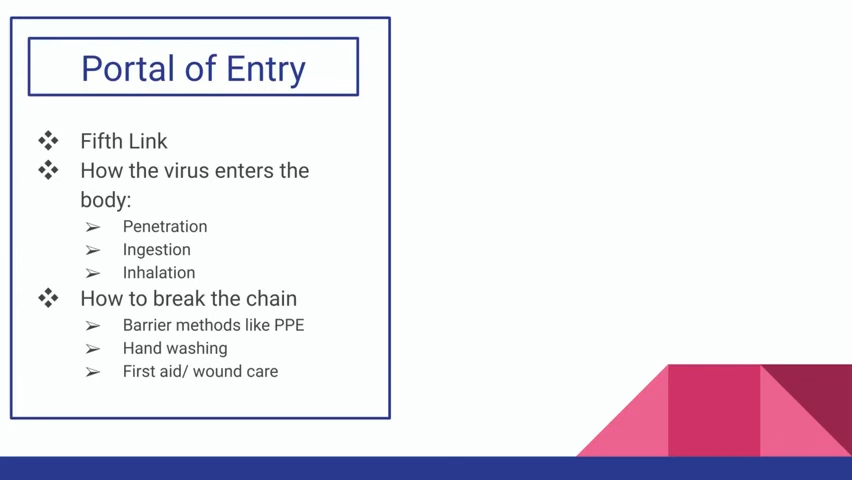 Portal of Entry
Fifth Link
How the virus enters the
body:
Penetration
Ingestion
Inhalation
How to break the chain
Barrier methods like PPE
Hand washing
First aid/ wound care